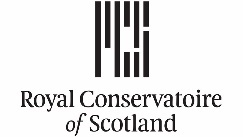 Royal Conservatoire
of Scotland